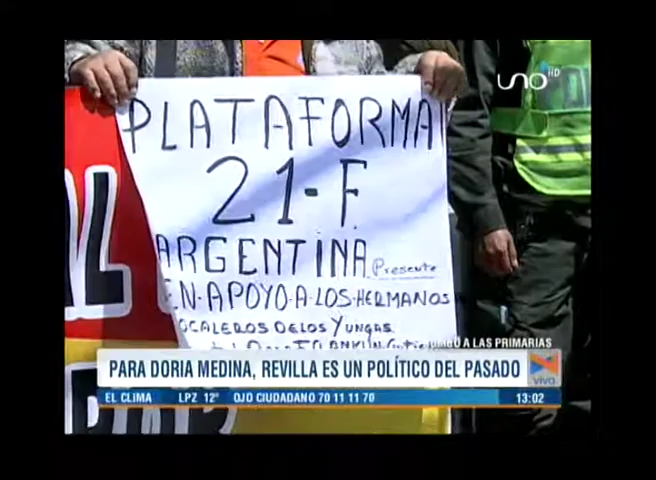 uno HD
PLATAFORMA
21-F
ARGENTINA Presente
EN-APOYO-A-LOS-HERMANOS
COCALEROS DE LOS YUNGAS
RUMBO A LAS PRIMARIAS
PARA DORIA MEDINA, REVILLA ES UN POLÍTICO DEL PASADO
VIVO
EL CLIMA LPZ 12° OJO CIUDADANO 70 11 11 70 13:02